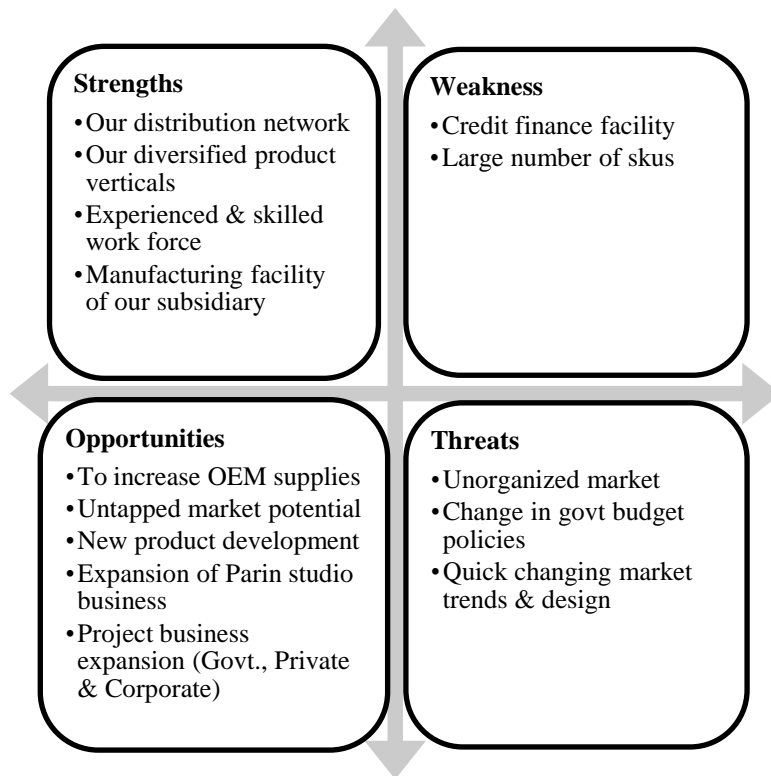 Strengths
•Our distribution network
•Our diversified product
verticals
•Experienced & skilled
work force
•Manufacturing facility
of our subsidiary
Weakness
•Credit finance facility
•Large number of skus
Opportunities
•To increase OEM supplies
•Untapped market potential
•New product development
•Expansion of Parin studio
business
•Project business
expansion (Govt., Private
& Corporate)
Threats
•Unorganized market
•Change in govt budget
policies
•Quick changing market
trends & design